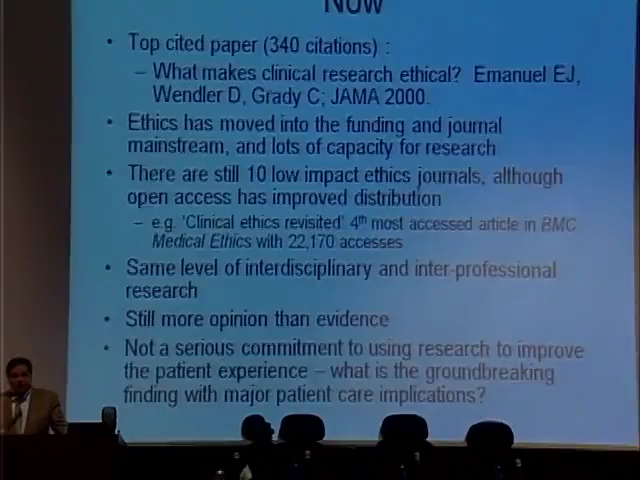 Now
• Top cited paper (340 citations) :
– What makes clinical research ethical? Emanuel EJ,
Wendler D, Grady C; JAMA 2000.
• Ethics has moved into the funding and journal
mainstream, and lots of capacity for research
• There are still 10 low impact ethics journals, although
open access has improved distribution
– e.g. 'Clinical ethics revisited' 4th most accessed article in BMC
Medical Ethics with 22,170 accesses
• Same level of interdisciplinary and inter-professional
research
• Still more opinion than evidence
• Not a serious commitment to using research to improve
the patient experience – what is the groundbreaking
finding with major patient care implications?